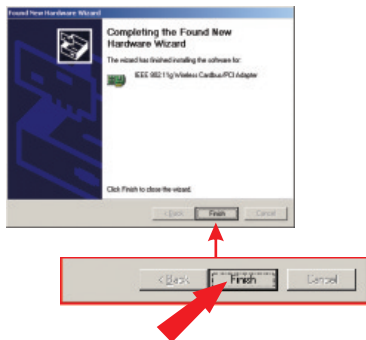 Found New Hardware Wizard
Completing the Found New
Hardware Wizard
The wizard has finished installing the software for:
IEEE 802.11g Wireless Cardbus/PCI Adapter
Click Finish to close the wizard.
< Back Finish Cancel
< Back Finish Cancel